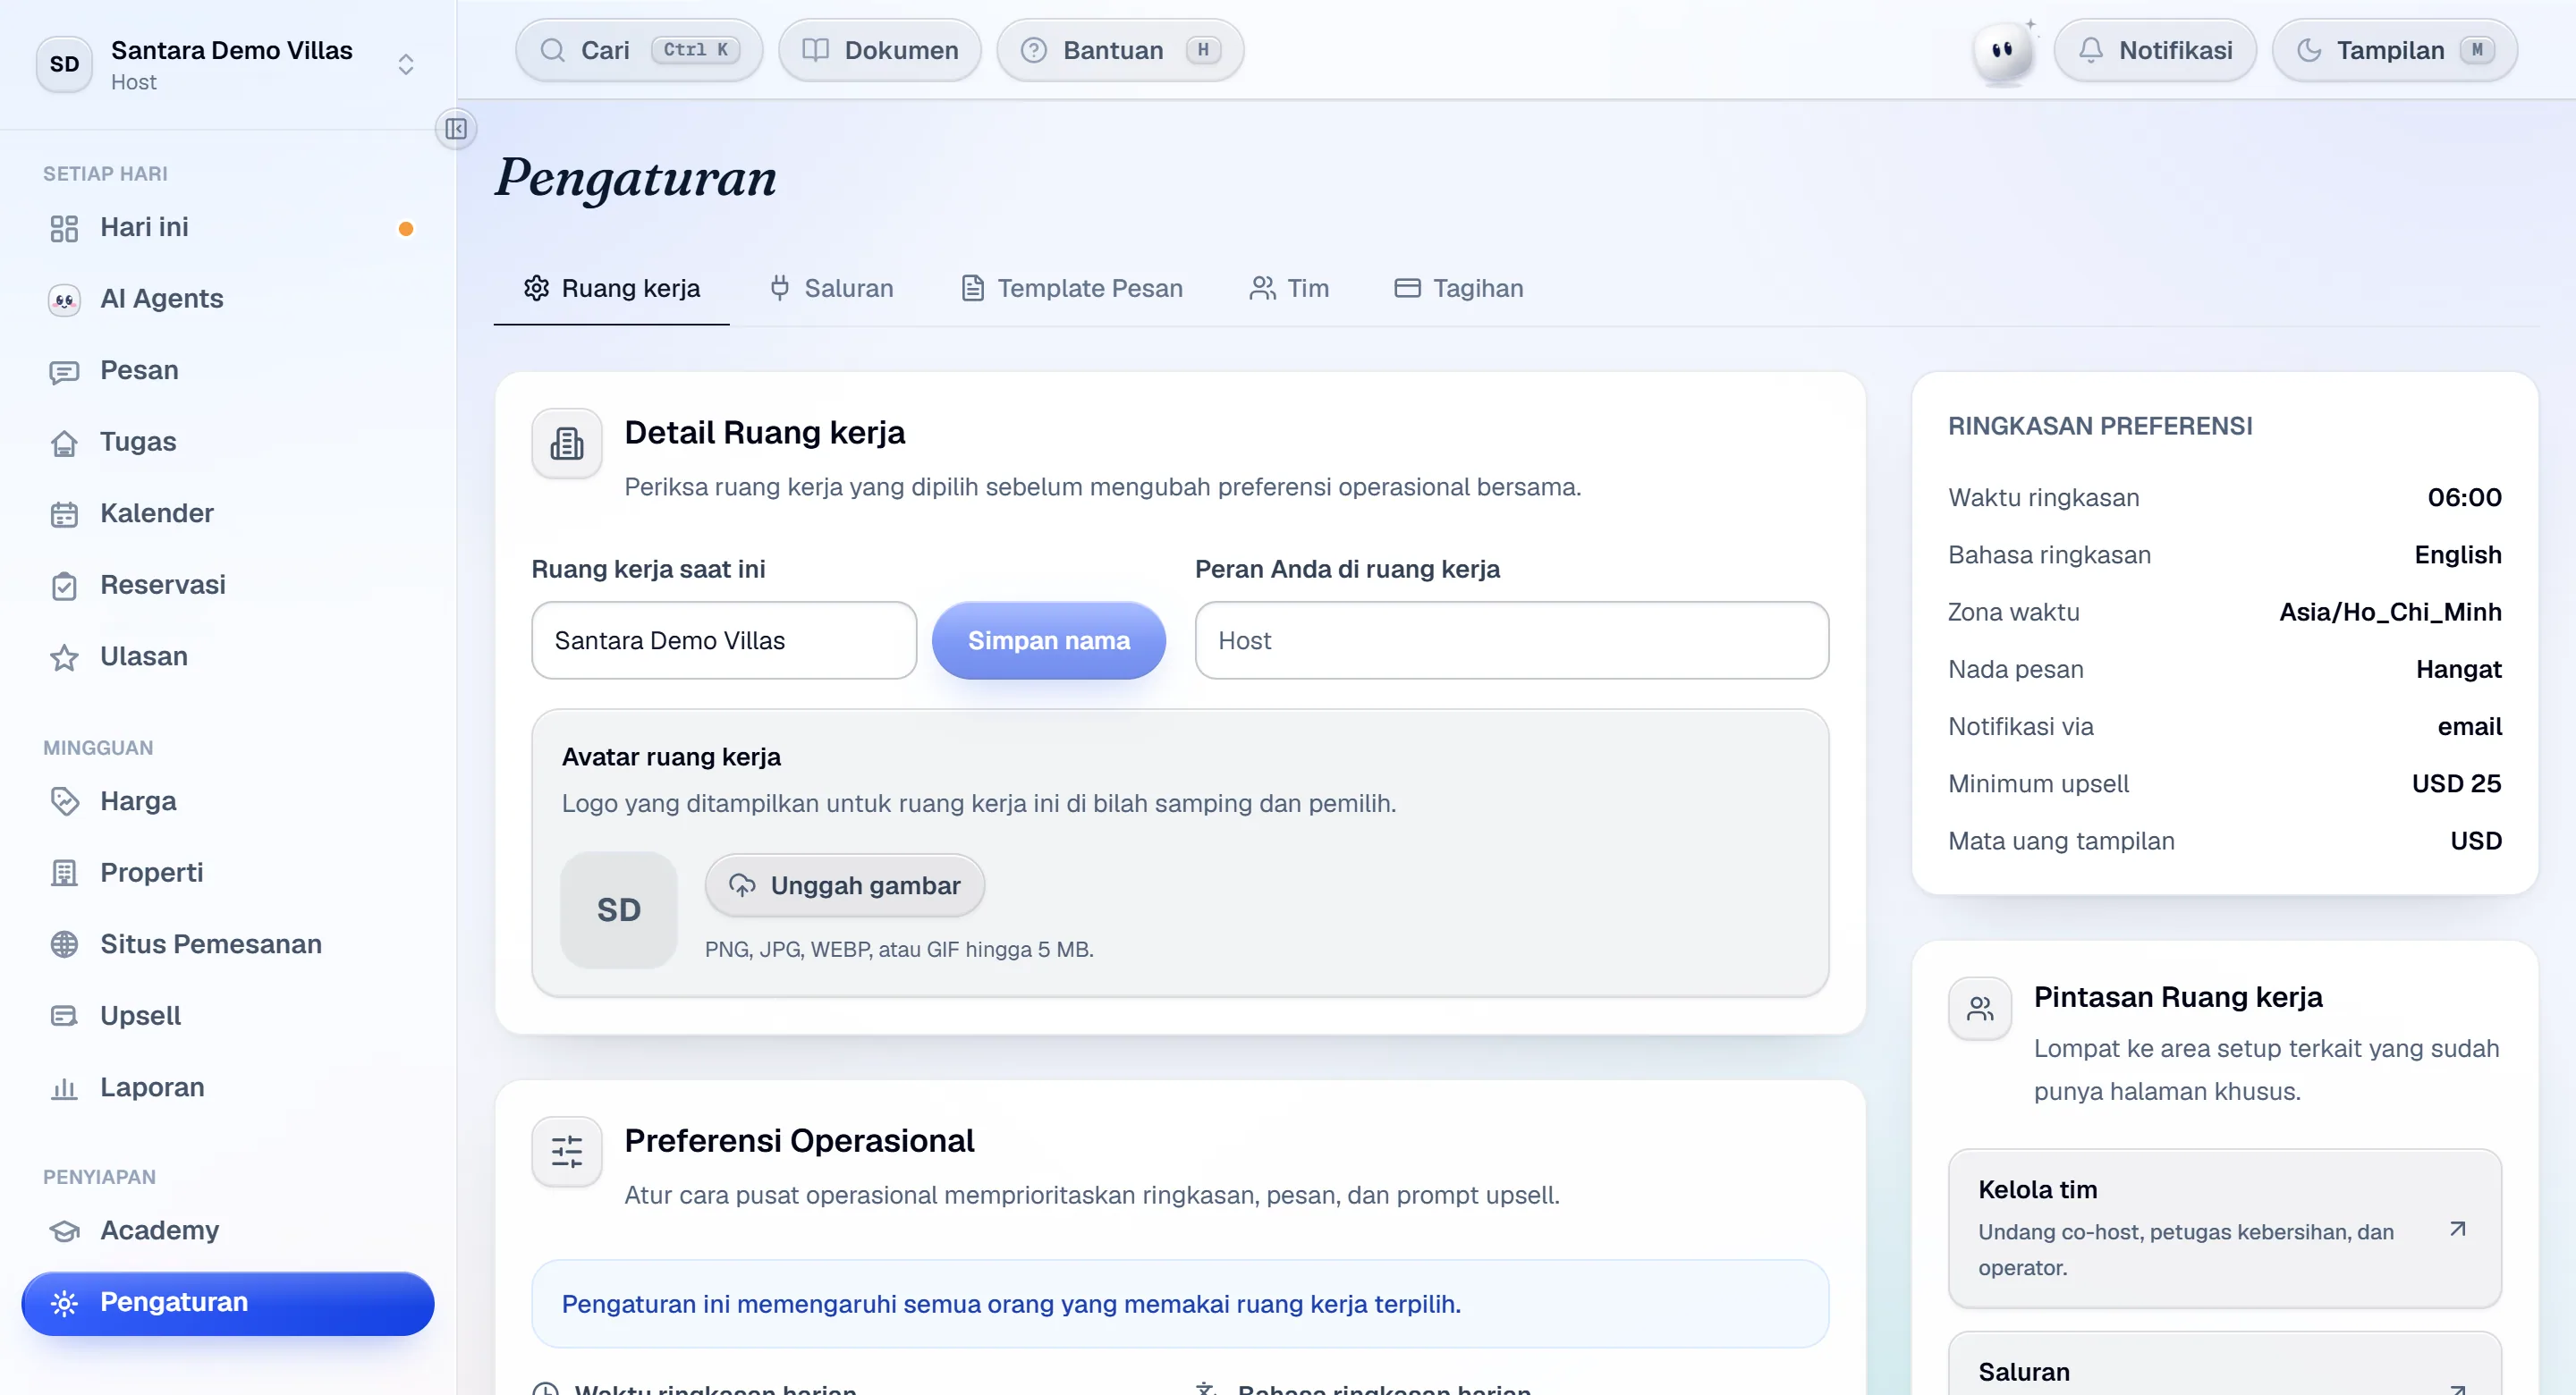 SD
Santara Demo Villas
Host
Cari Ctrl K
Dokumen
Bantuan H
Notifikasi
Tampilan M
SETIAP HARI
Hari ini
AI Agents
Pesan
Tugas
Kalender
Reservasi
Ulasan
MINGGUAN
Harga
Properti
Situs Pemesanan
Upsell
Laporan
PENYIAPAN
Academy
Pengaturan
Pengaturan
Ruang kerja
Saluran
Template Pesan
Tim
Tagihan
Detail Ruang kerja
Periksa ruang kerja yang dipilih sebelum mengubah preferensi operasional bersama.
Ruang kerja saat ini
Santara Demo Villas
Simpan nama
Peran Anda di ruang kerja
Host
Avatar ruang kerja
Logo yang ditampilkan untuk ruang kerja ini di bilah samping dan pemilih.
SD
Unggah gambar
PNG, JPG, WEBP, atau GIF hingga 5 MB.
Preferensi Operasional
Atur cara pusat operasional memprioritaskan ringkasan, pesan, dan prompt upsell.
Pengaturan ini memengaruhi semua orang yang memakai ruang kerja terpilih.
Waktu ringkasan harian
Bahasa ringkasan harian
RINGKASAN PREFERENSI
Waktu ringkasan 06:00
Bahasa ringkasan English
Zona waktu Asia/Ho_Chi_Minh
Nada pesan Hangat
Notifikasi via email
Minimum upsell USD 25
Mata uang tampilan USD
Pintasan Ruang kerja
Lompat ke area setup terkait yang sudah
punya halaman khusus.
Kelola tim
Undang co-host, petugas kebersihan, dan
operator.
Saluran